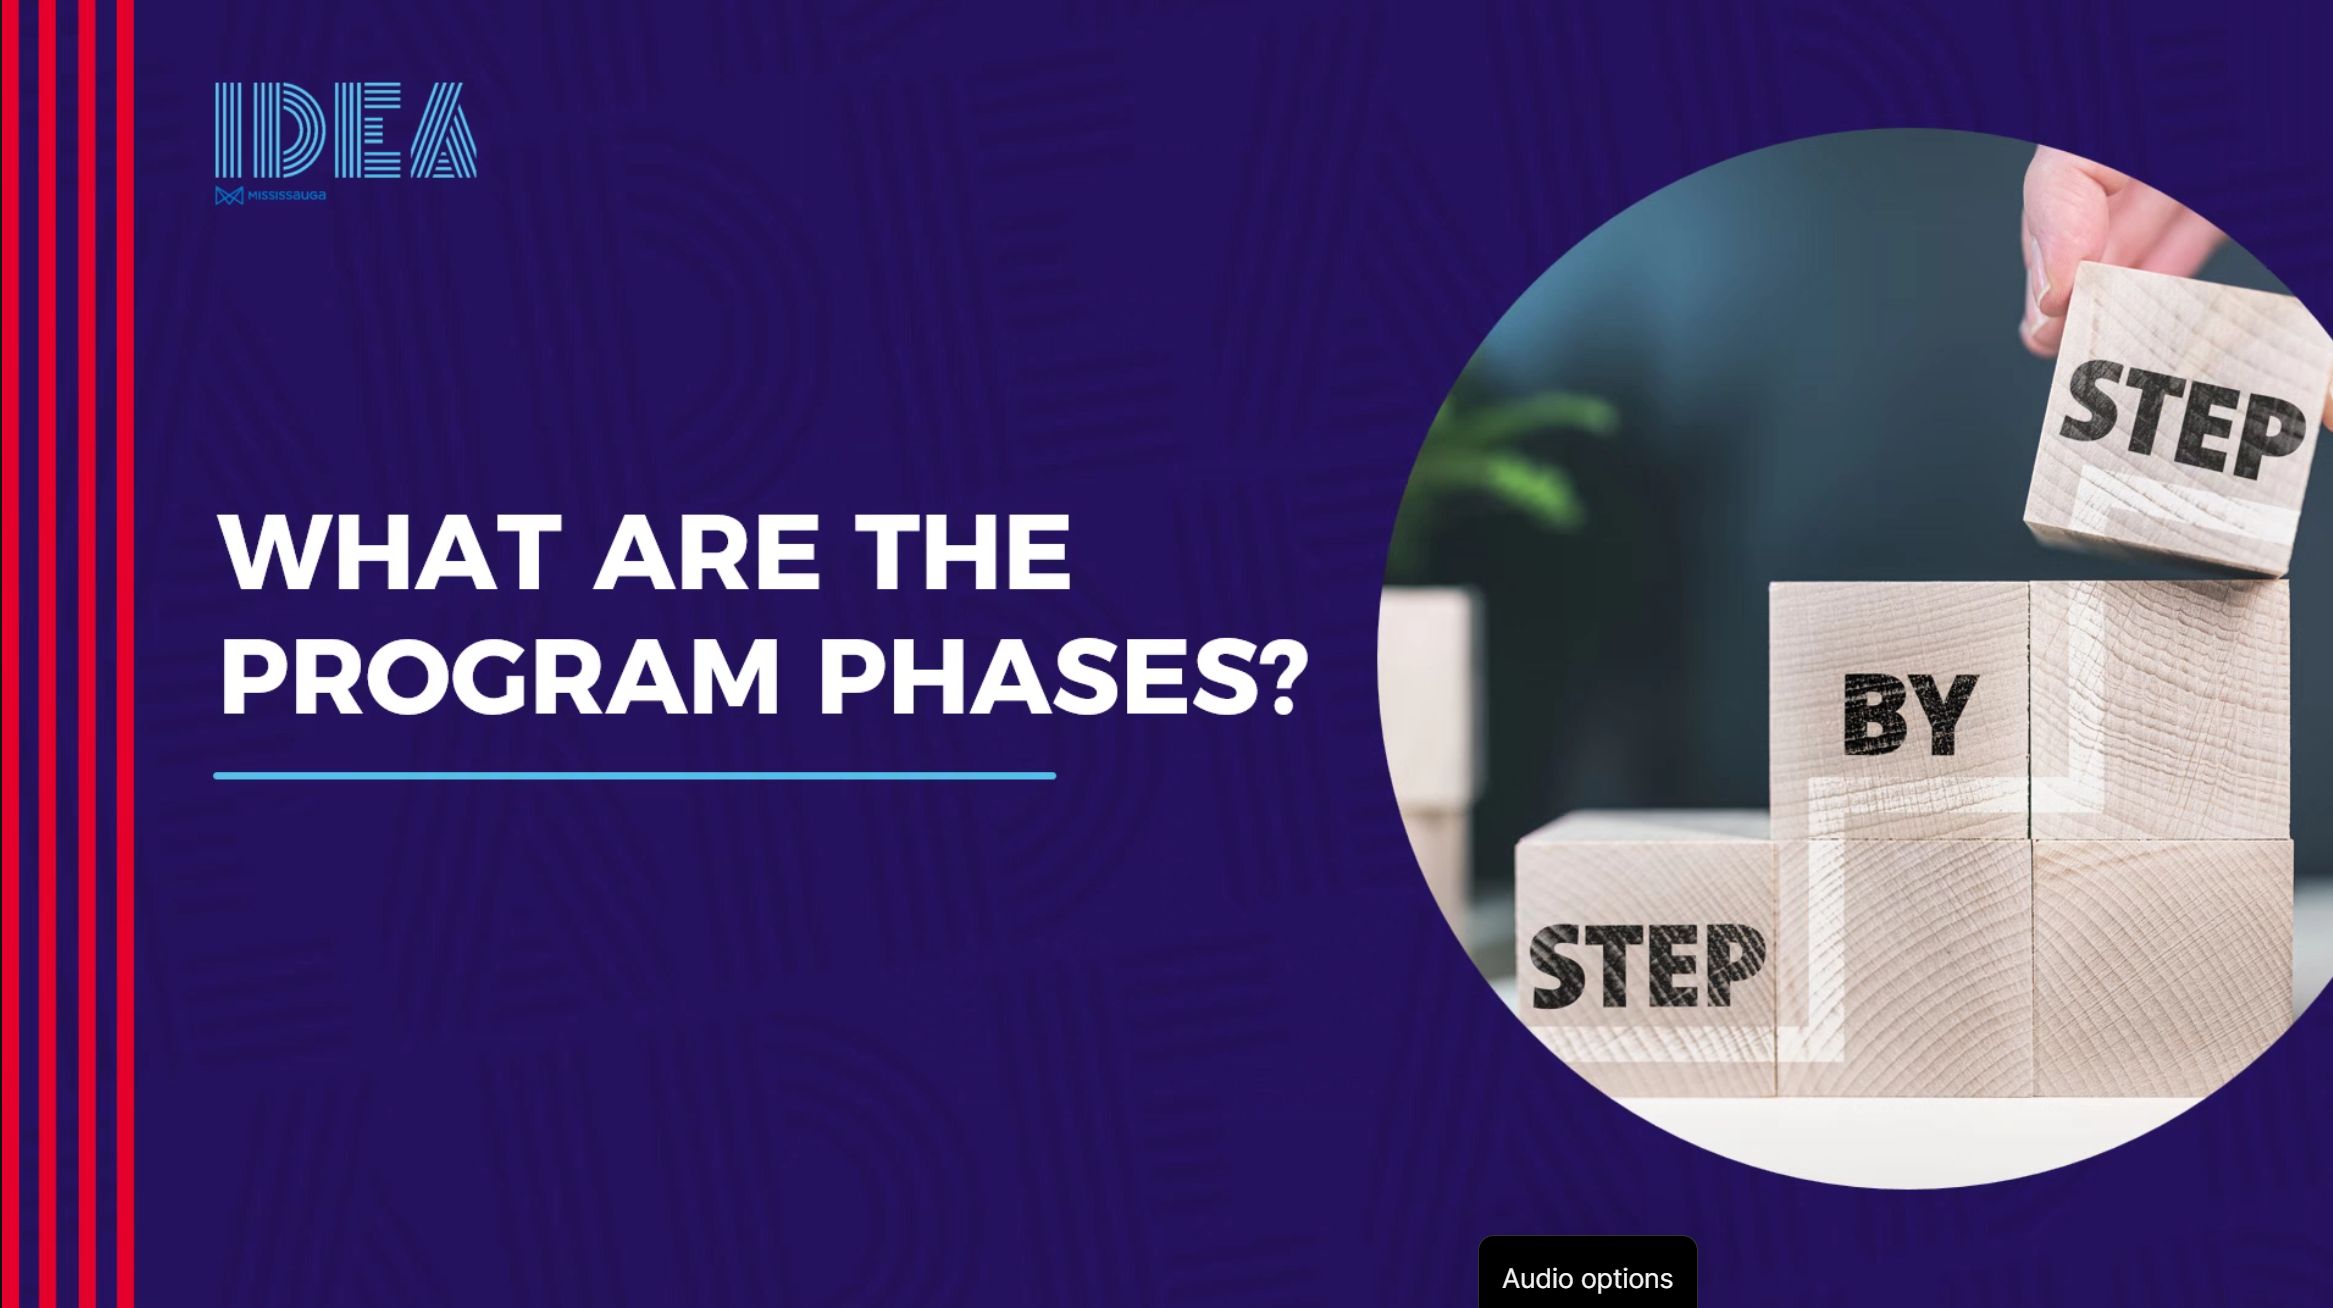 IDEA
MISSISSAUGA
WHAT ARE THE
PROGRAM PHASES?
STEP
BY
STEP
Audio options